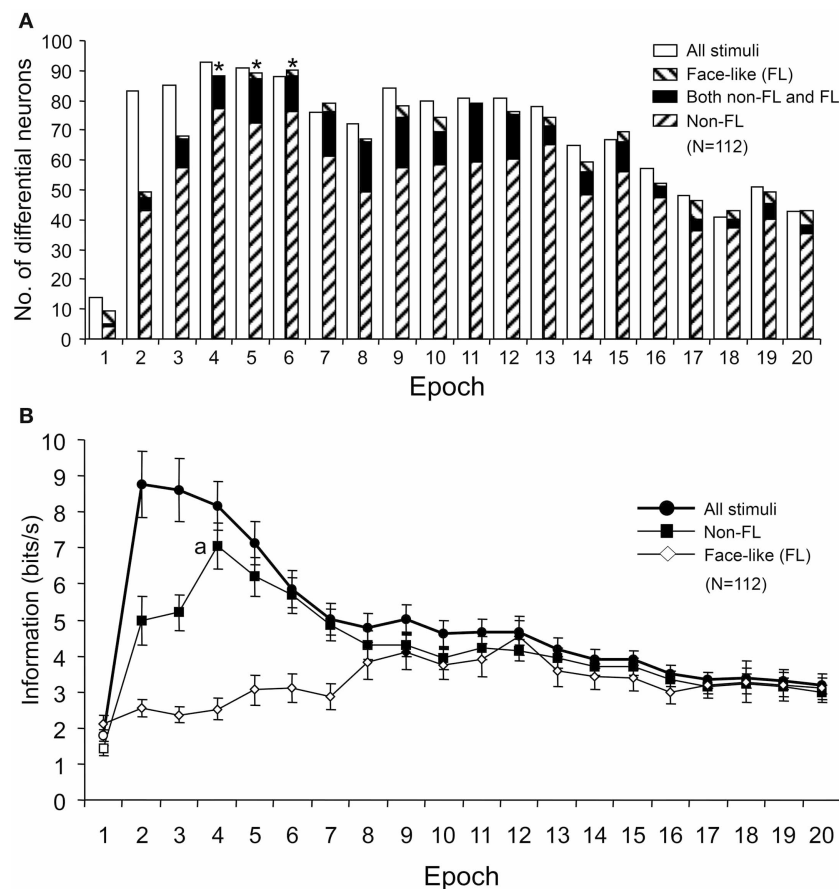 A
All stimuli
Face-like (FL)
Both non-FL and FL
Non-FL
(N=112)
No. of differential neurons
100
90
80
70
60
50
40
30
20
10
0
* * *
1 2 3 4 5 6 7 8 9 10 11 12 13 14 15 16 17 18 19 20
Epoch
B
All stimuli
Non-FL
Face-like (FL)
(N=112)
Information (bits/s)
10
9
8
7
6
5
4
3
2
1
0
a
1 2 3 4 5 6 7 8 9 10 11 12 13 14 15 16 17 18 19 20
Epoch